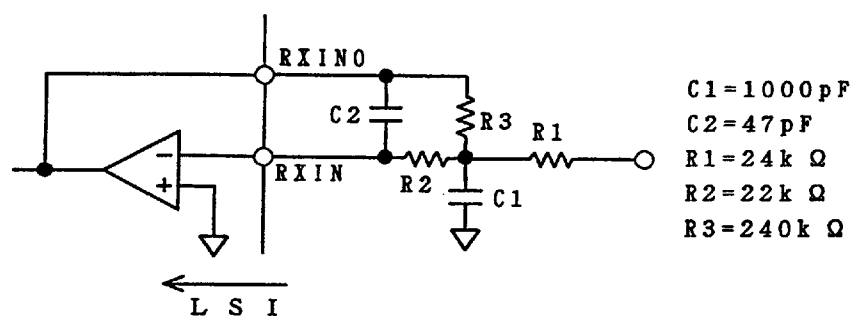 RXINO
C2
R3
R1
RXIN
R2
C1
−
+
LSI
C1=1000pF
C2=47pF
R1=24kΩ
R2=22kΩ
R3=240kΩ